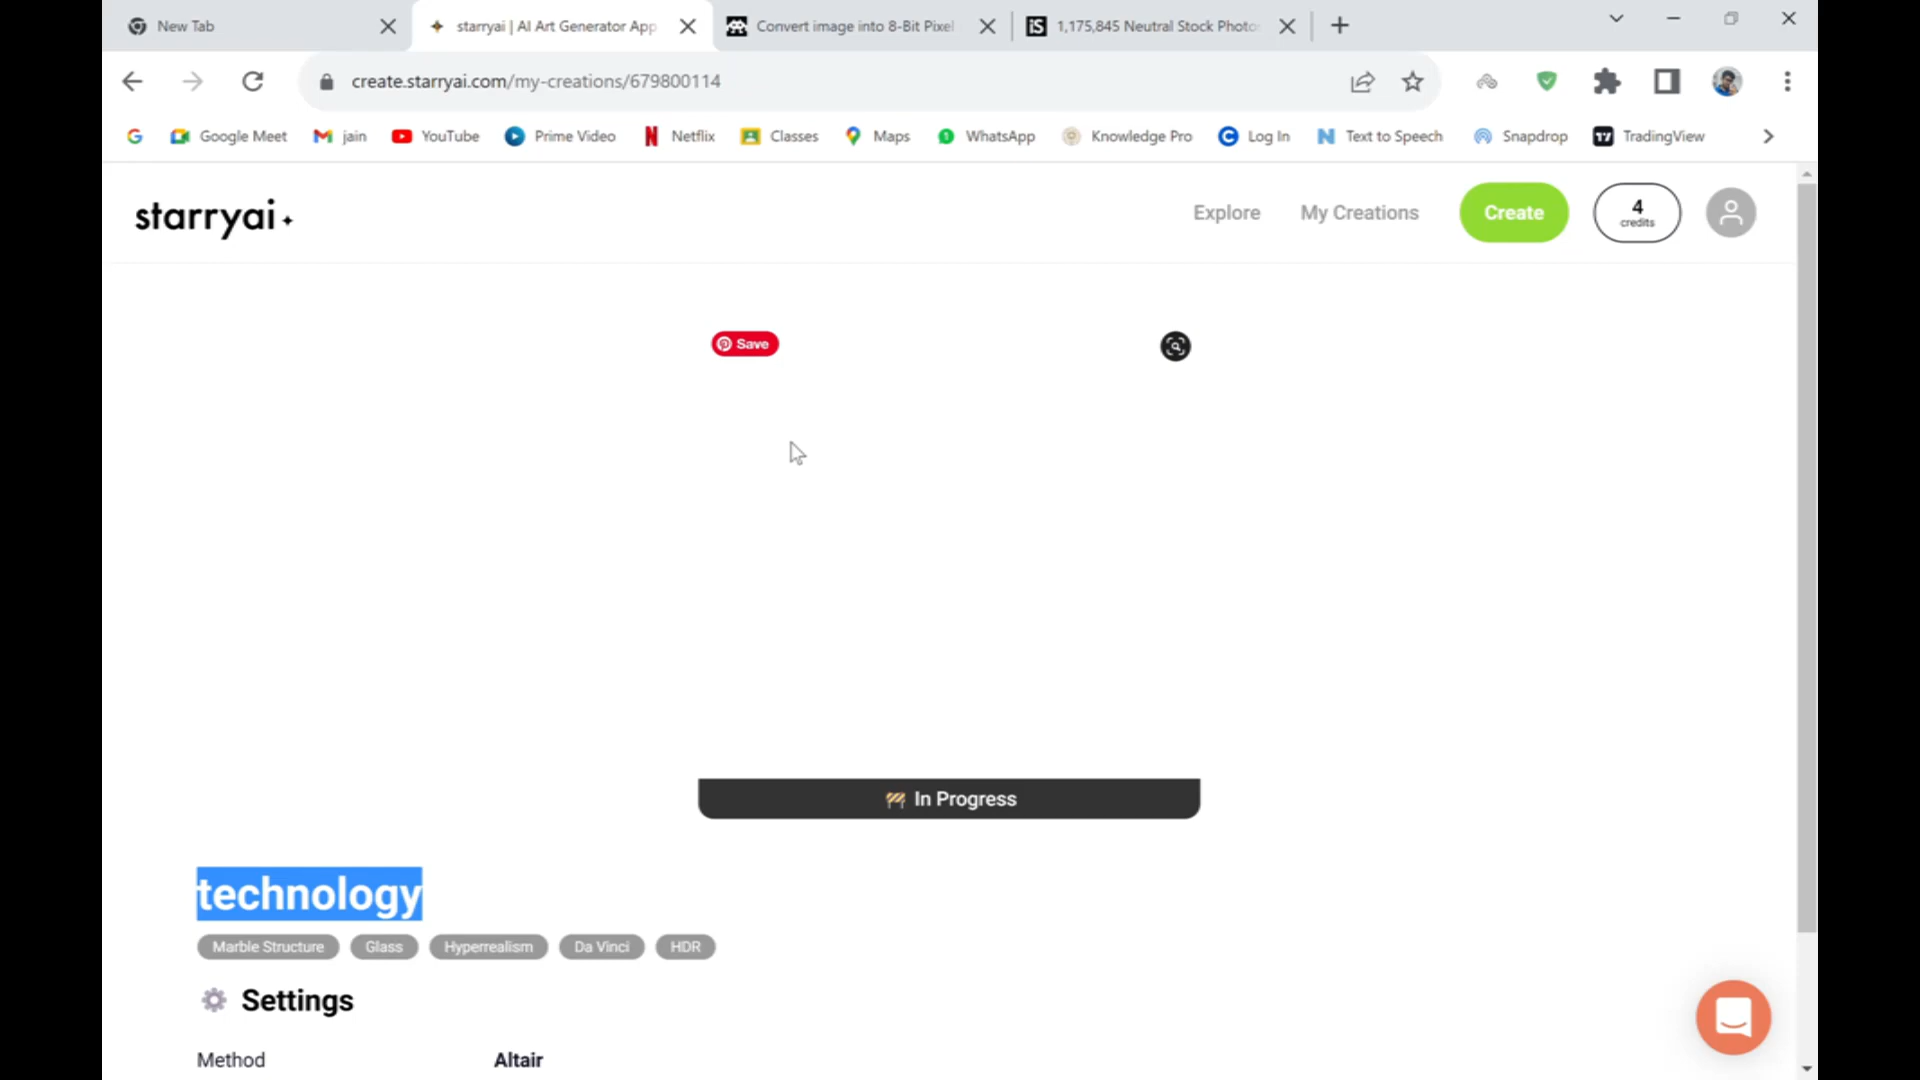 New Tab
starryai | AI Art Generator App
Convert image into 8-Bit Pixel
iS 1,175,845 Neutral Stock Photo
create.starryai.com/my-creations/679800114
Google Meet
jain
YouTube
Prime Video
Netflix
Classes
Maps
WhatsApp
Knowledge Pro
Log In
Text to Speech
Snapdrop
TradingView
starryai
Explore
My Creations
Create
4
credits
Save
In Progress
technology
Marble Structure
Glass
Hyperrealism
Da Vinci
HDR
Settings
Method
Altair